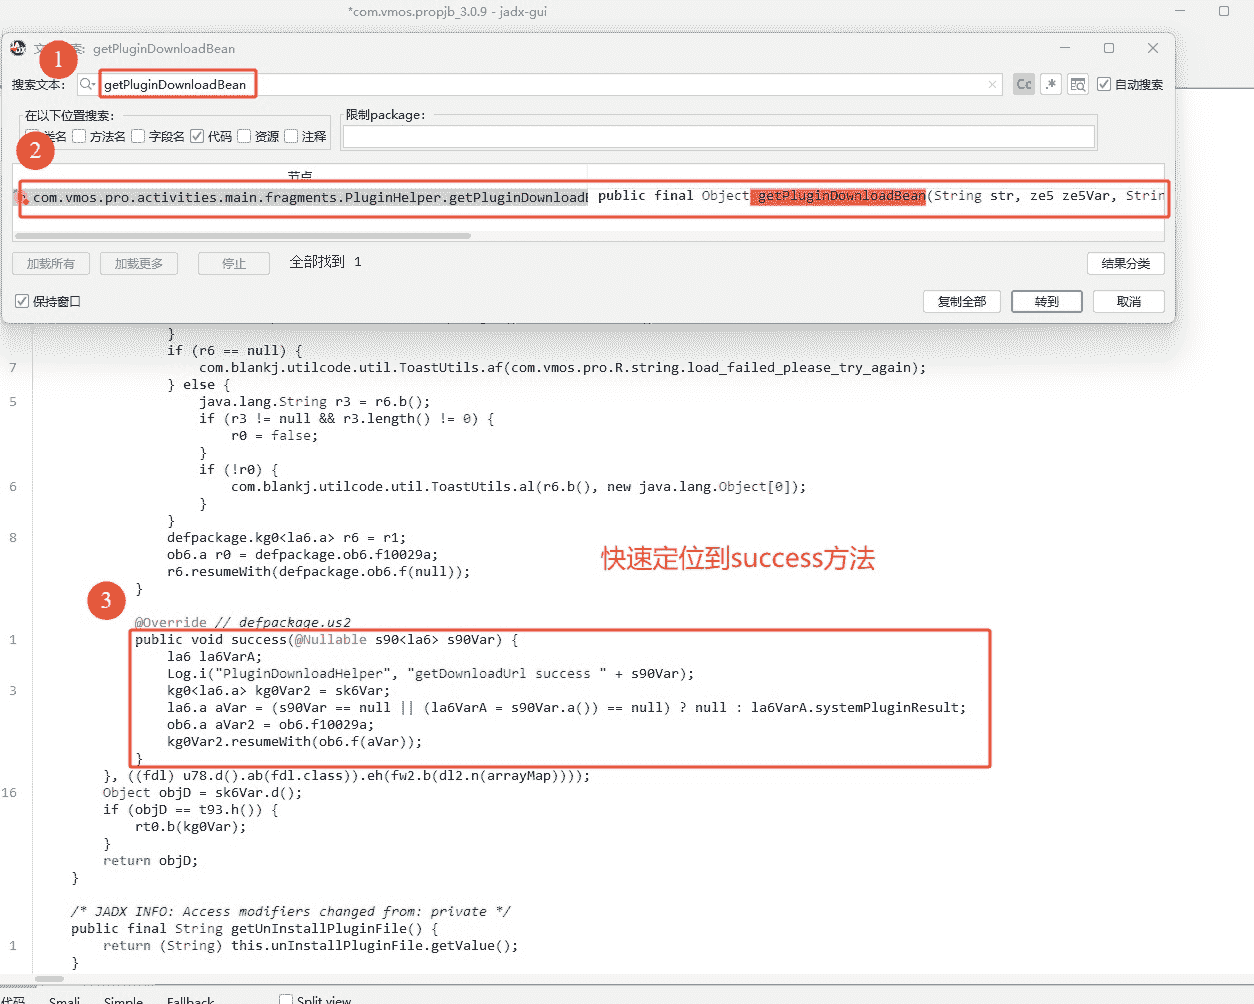 *com.vmos.propjb_3.0.9 - jadx-gui
getPluginDownloadBean
1
搜索文本: getPluginDownloadBean Cc .* 自动搜索
在以下位置搜索: 限制package:
类名 方法名 字段名 代码 资源 注释
2
节点
com.vmos.pro.activities.main.fragments.PluginHelper.getPluginDownload public final Object getPluginDownloadBean(String str, ze5 ze5Var, Strin
加载所有 加载更多 停止 全部找到 1 结果分类
保持窗口 复制全部 转到 取消
}
if (r6 == null) {
7 com.blankj.utilcode.util.ToastUtils.af(com.vmos.pro.R.string.load_failed_please_try_again);
} else {
5 java.lang.String r3 = r6.b();
if (r3 != null && r3.length() != 0) {
r0 = false;
}
if (!r0) {
6 com.blankj.utilcode.util.ToastUtils.al(r6.b(), new java.lang.Object[0]);
}
}
8 defpackage.kg0<la6.a> r6 = r1;
ob6.a r0 = defpackage.ob6.f10029a;
快速定位到success方法
r6.resumeWith(defpackage.ob6.f(null));
}
3
@Override // defpackage.us2
1 public void success(@Nullable s90<la6> s90Var) {
la6 la6VarA;
Log.i("PluginDownloadHelper", "getDownloadUrl success " + s90Var);
3 kg0<la6.a> kg0Var2 = sk6Var;
la6.a aVar = (s90Var == null || (la6VarA = s90Var.a()) == null) ? null : la6VarA.systemPluginResult;
ob6.a aVar2 = ob6.f10029a;
kg0Var2.resumeWith(ob6.f(aVar));
}
}, ((fdl) u78.d().ab(fdl.class)).eh(fw2.b(dl2.n(arrayMap))));
16 Object objD = sk6Var.d();
if (objD == t93.h()) {
rt0.b(kg0Var);
}
return objD;
}
/* JADX INFO: Access modifiers changed from: private */
public final String getUnInstallPluginFile() {
1 return (String) this.unInstallPluginFile.getValue();
}
代码 Smali Simple Fallback Split view